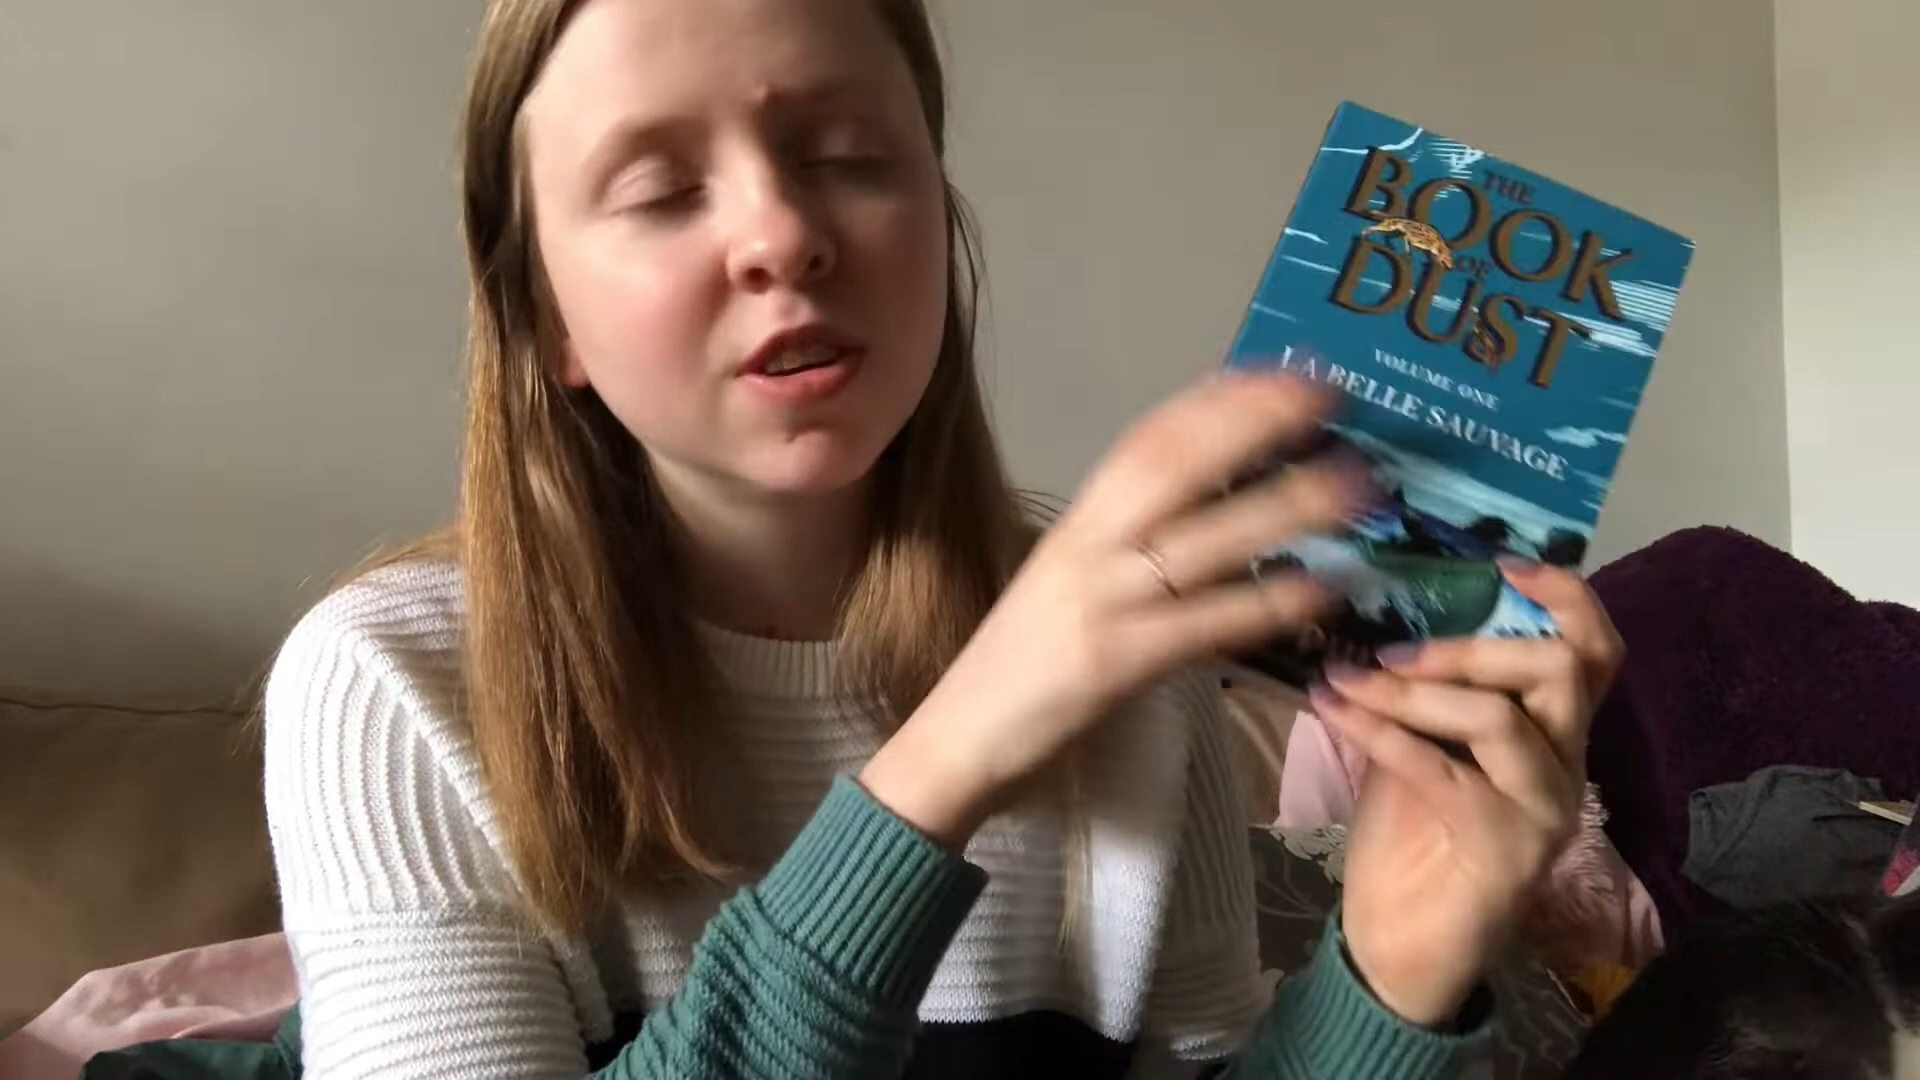 THE
BOOK
OF
DUST
VOLUME ONE
LA BELLE SAUVAGE